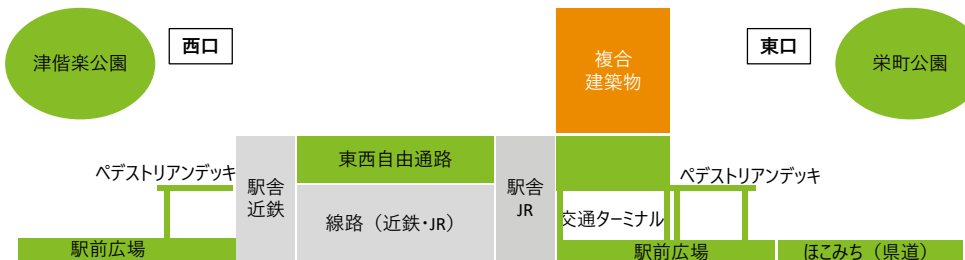 津偕楽公園
西口
複合
建築物
東口
栄町公園
ペデストリアンデッキ
駅舎
近鉄
東西自由通路
線路（近鉄・JR）
駅舎
JR
ペデストリアンデッキ
交通ターミナル
駅前広場
駅前広場
ほこみち（県道）